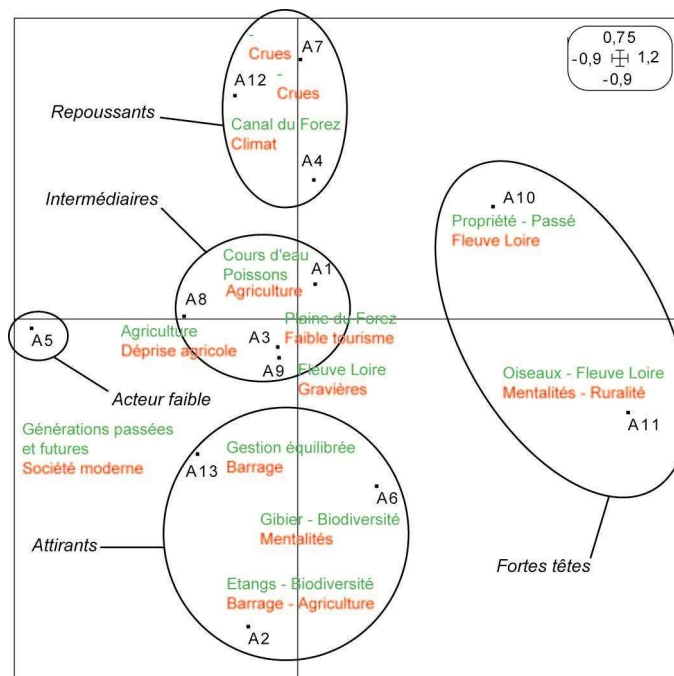 0,75
-0,9 1,2
-0,9
-
Crues
A7
-
A12
Crues
Repoussants
Canal du Forez
Climat
A4
Intermédiaires
A10
Propriété - Passé
Fleuve Loire
Cours d'eau
Poissons
A1
Agriculture
A8
Plaine du Forez
Agriculture
Faible tourisme
Déprise agricole
A3
A5
A9
Fleuve Loire
Gravières
Oiseaux - Fleuve Loire
Mentalités - Ruralité
A11
Acteur faible
Générations passées
et futures
Société moderne
Gestion équilibrée
Barrage
A13
A6
Gibier - Biodiversité
Mentalités
Attirants
Fortes têtes
Etangs - Biodiversité
Barrage - Agriculture
A2